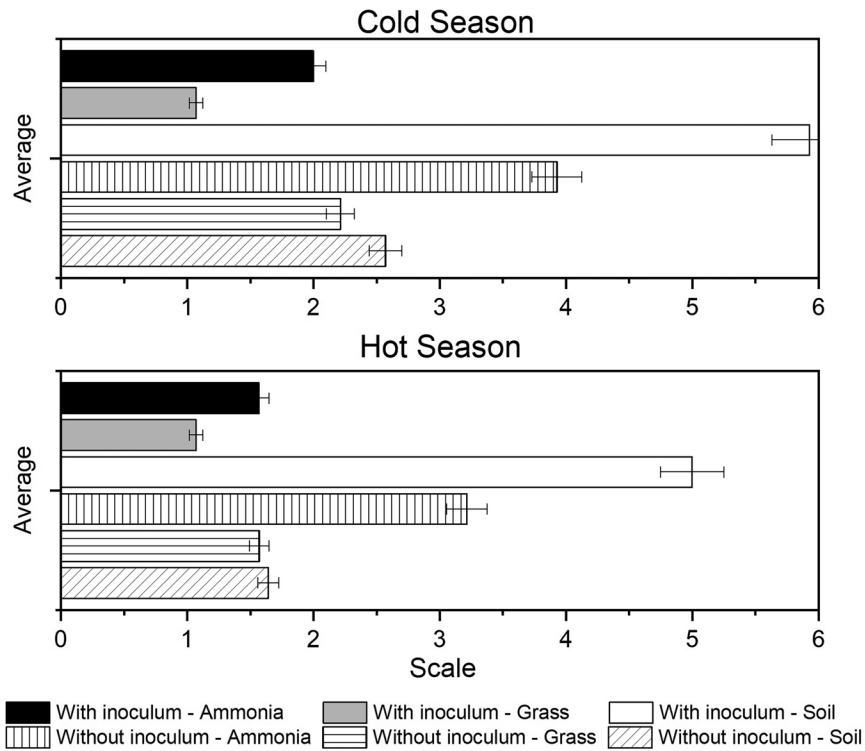 Cold Season
Average
0 1 2 3 4 5 6
Hot Season
Average
0 1 2 3 4 5 6
Scale
With inoculum - Ammonia With inoculum - Grass With inoculum - Soil
Without inoculum - Ammonia Without inoculum - Grass Without inoculum - Soil